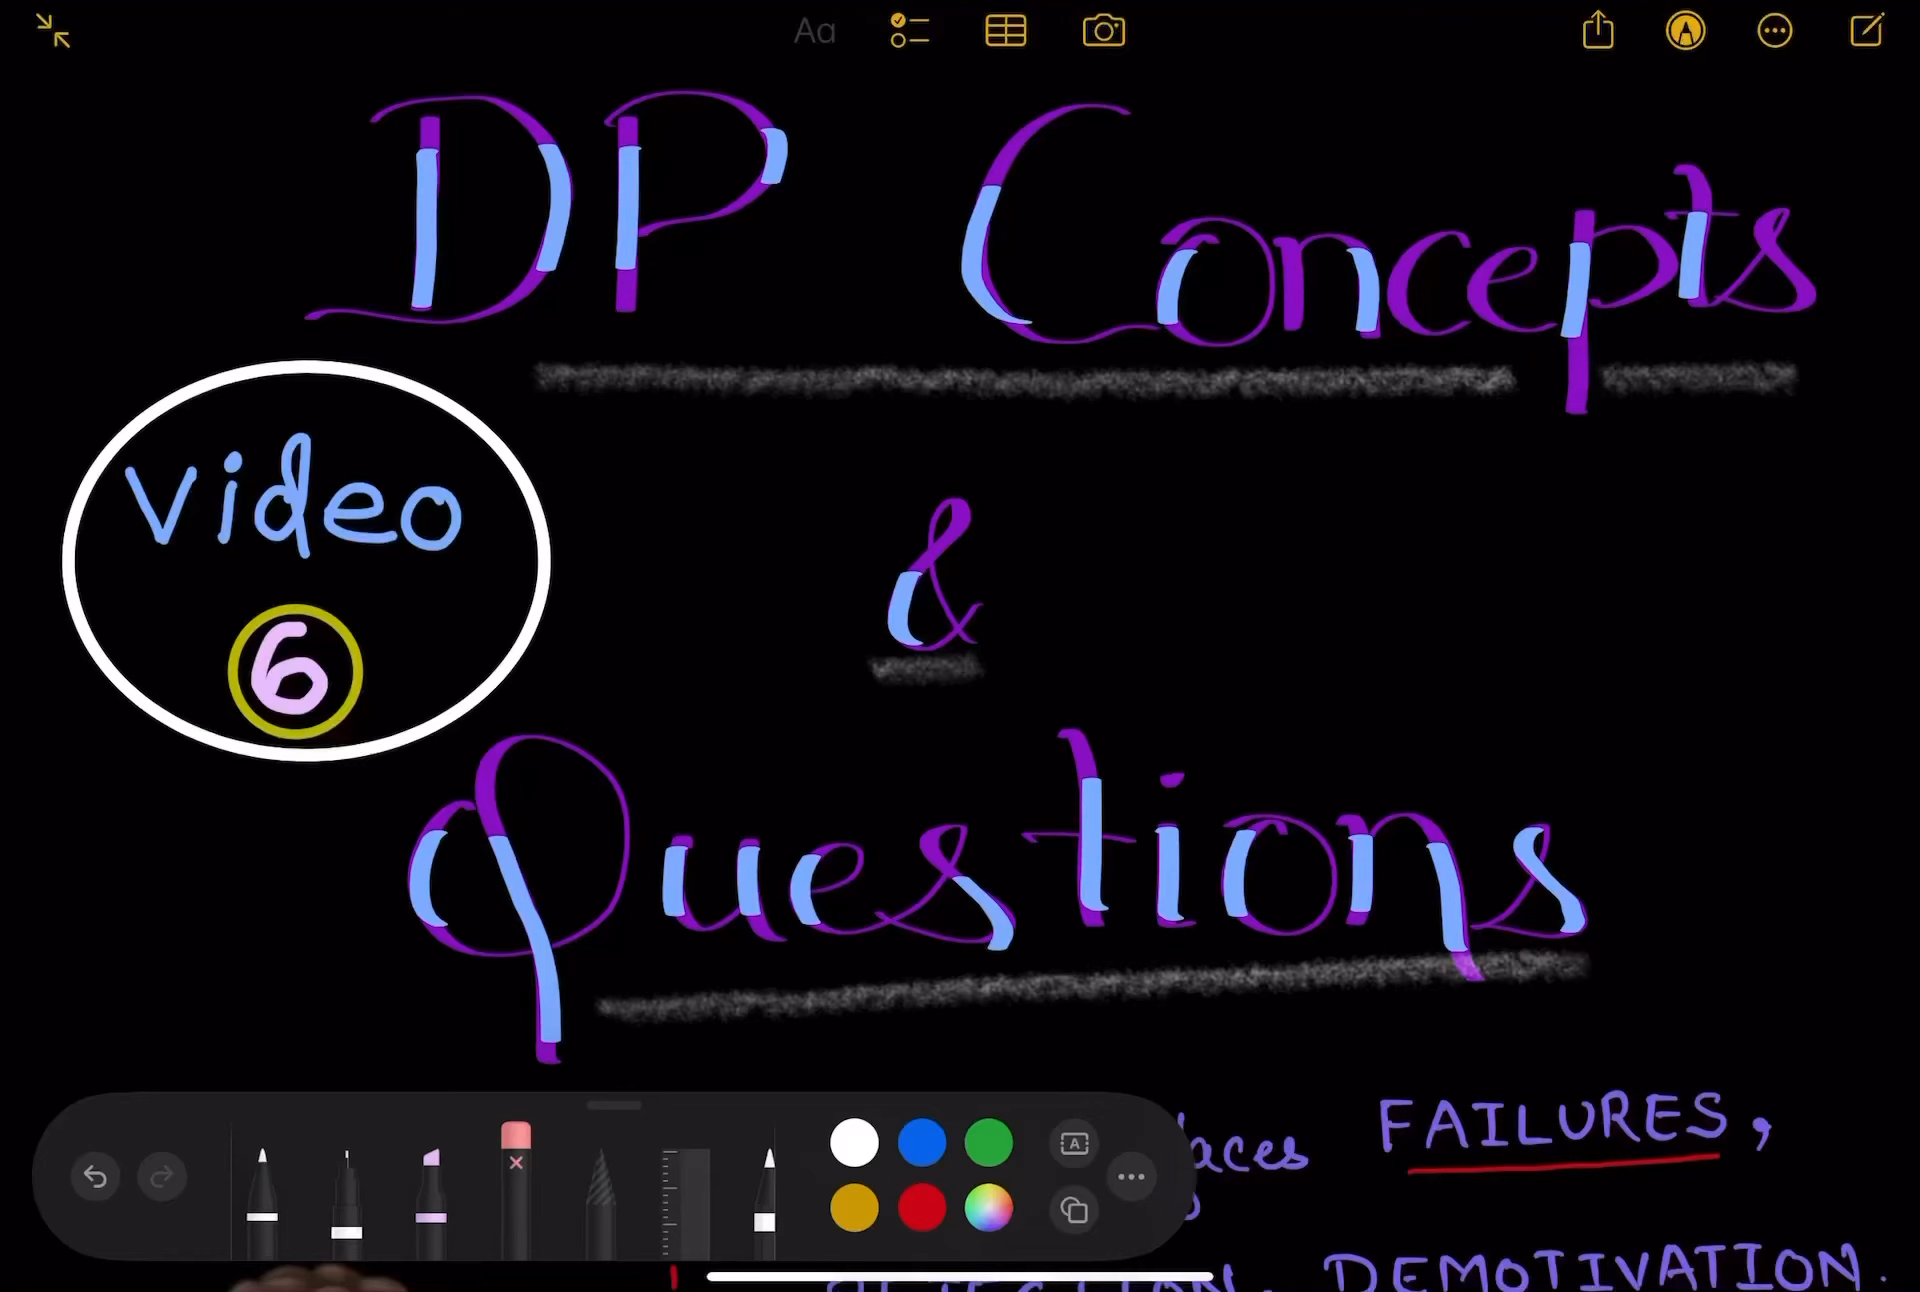 Aa
DP Concepts
Video
6
&
Questions
FAILURES,
DEMOTIVATION.